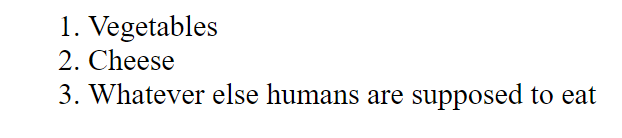 1. Vegetables
2. Cheese
3. Whatever else humans are supposed to eat